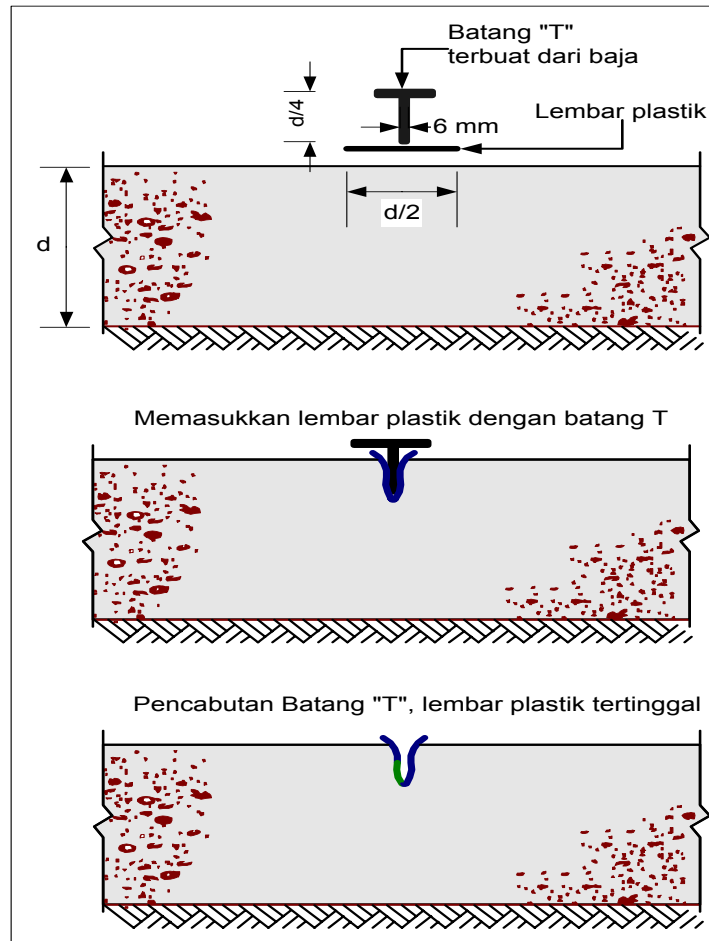 Batang "T"
terbuat dari baja
d/4
6 mm
Lembar plastik
d/2
d
Memasukkan lembar plastik dengan batang T
Pencabutan Batang "T", lembar plastik tertinggal